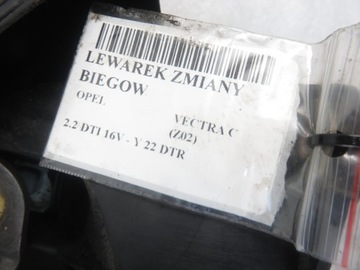 LEWAREK ZMIANY
BIEGOW
OPEL
VECTRA C
(Z02)
2.2 DTI 16V - Y 22 DTR